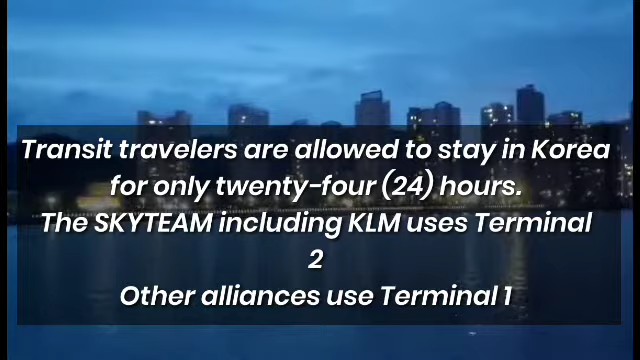 Transit travelers are allowed to stay in Korea
for only twenty-four (24) hours.
The SKYTEAM including KLM uses Terminal
2
Other alliances use Terminal 1